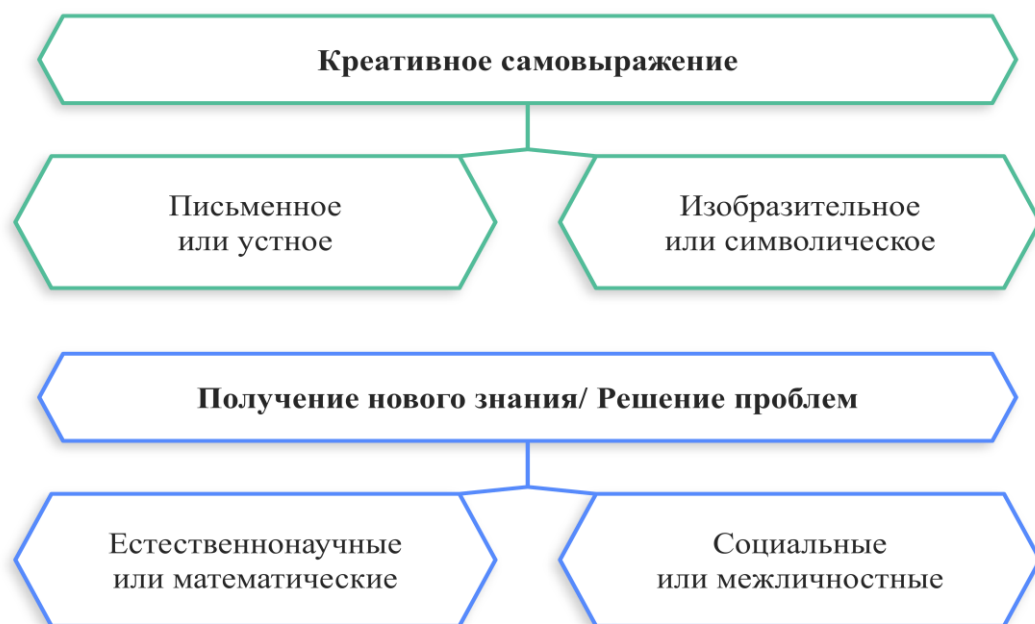 Креативное самовыражение
Письменное
или устное
Изобразительное
или символическое
Получение нового знания/ Решение проблем
Естественнонаучные
или математические
Социальные
или межличностные